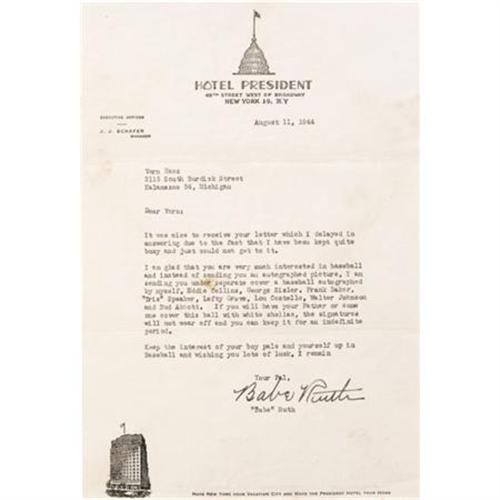 HOTEL PRESIDENT
48TH STREET WEST OF BROADWAY
NEW YORK 19, N.Y
EXECUTIVE OFFICES
J. J. SCHAFER
MANAGER
August 11, 1944
Vern
2115 South Burdick Street
Kalamazoo 56, Michigan
Dear Vern:
It was nice to receive your letter which I delayed in
answering due to the fact that I have been kept quite
busy and just could not get to it.
I am glad that you are very much interested in baseball
and instead of sending you an autographed picture, I am
sending you under separate cover a baseball autographed
by myself, Eddie Collins, George Sisler, Frank Baker,
"Tris" Speaker, Lefty Grove, Lou Costello, Walter Johnson
and Bud Abbott. If you will have your Father or some
one cover this ball with white shellac, the signatures
will not wear off and you can keep it for an indefinite
period.
Keep the interest of your boy pals and yourself up in
Baseball and wishing you lots of luck, I remain
Your Pal,
Babe Ruth
"Babe" Ruth
MAKE NEW YORK YOUR VACATION CITY AND MAKE THE PRESIDENT HOTEL YOUR HOME